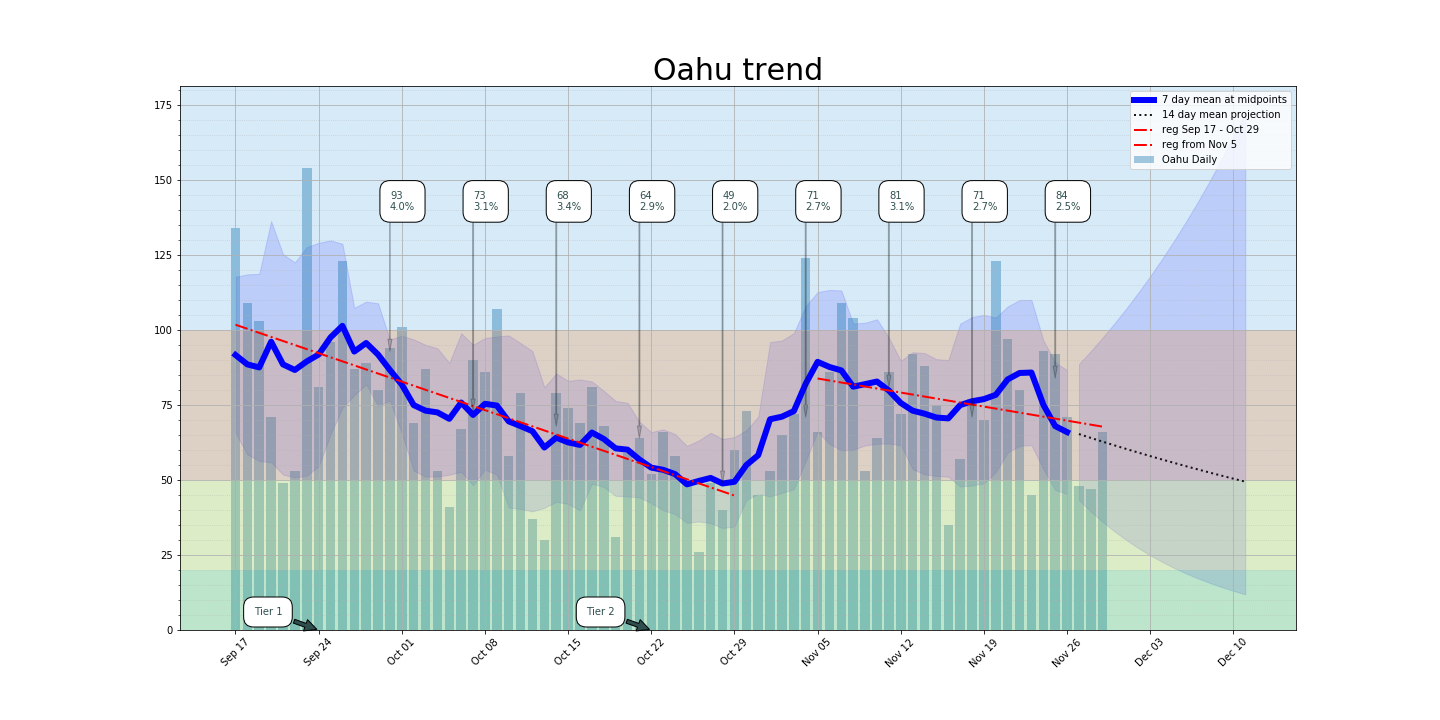 Oahu trend
7 day mean at midpoints
14 day mean projection
reg Sep 17 - Oct 29
reg from Nov 5
Oahu Daily
175
150
125
100
75
50
25
0
93
4.0%
73
3.1%
68
3.4%
64
2.9%
49
2.0%
71
2.7%
81
3.1%
71
2.7%
84
2.5%
Tier 1
Tier 2
Sep 17
Sep 24
Oct 01
Oct 08
Oct 15
Oct 22
Oct 29
Nov 05
Nov 12
Nov 19
Nov 26
Dec 03
Dec 10